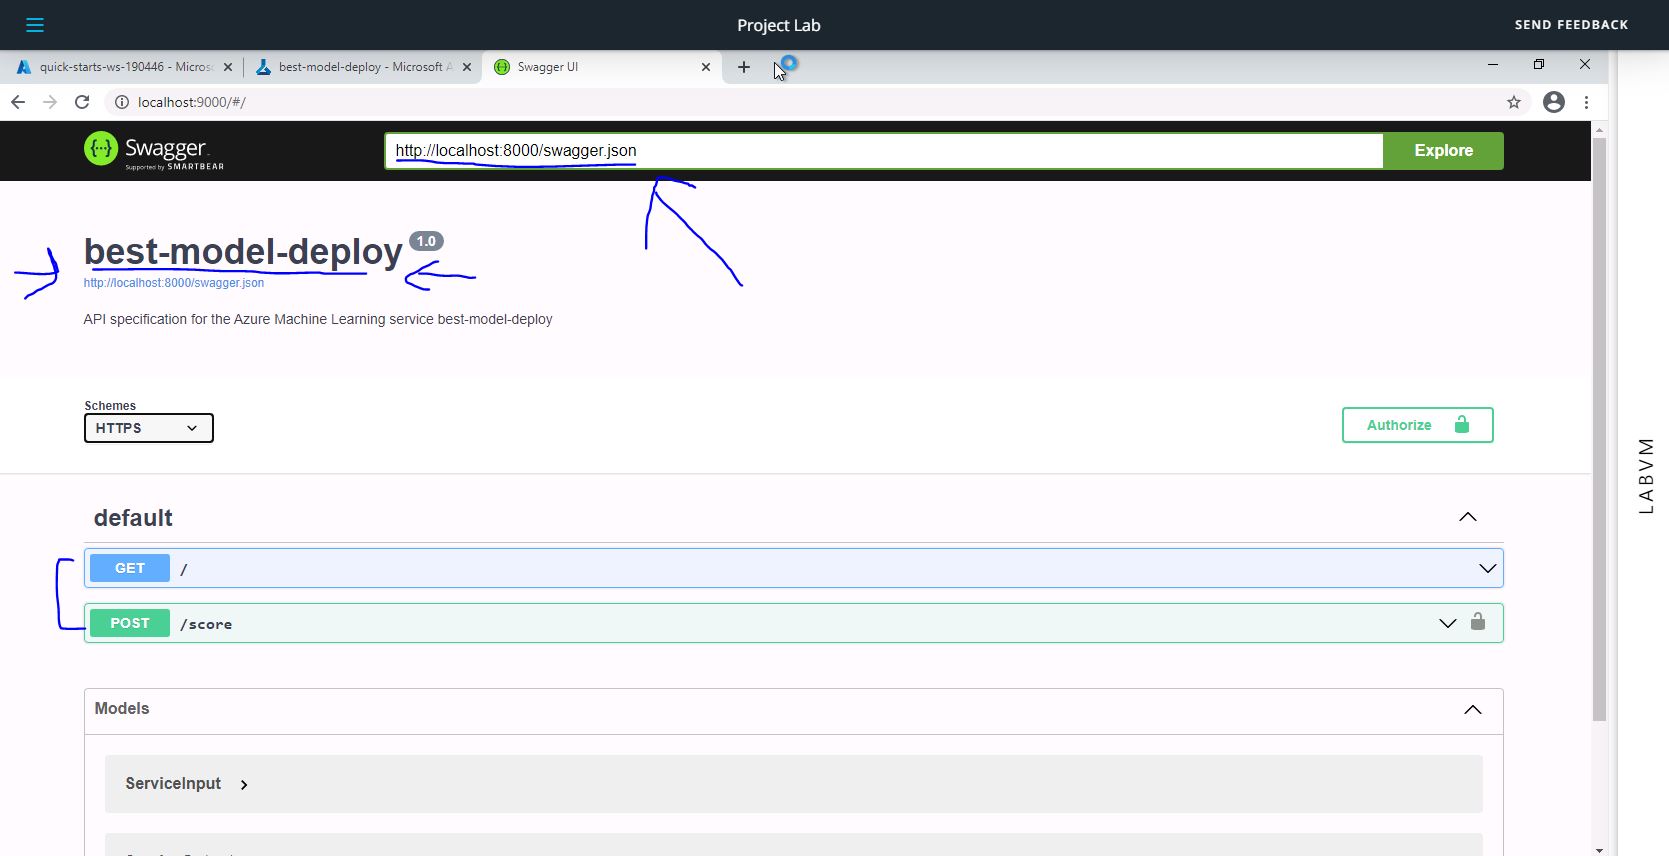 Project Lab
SEND FEEDBACK
quick-starts-ws-190446 - Micros
best-model-deploy - Microsoft A
Swagger UI
localhost:9000/#/
Swagger
Supported by SMARTBEAR
http://localhost:8000/swagger.json
Explore
best-model-deploy 1.0
http://localhost:8000/swagger.json
API specification for the Azure Machine Learning service best-model-deploy
Schemes
HTTPS
Authorize
default
GET /
POST /score
Models
ServiceInput
LABVM